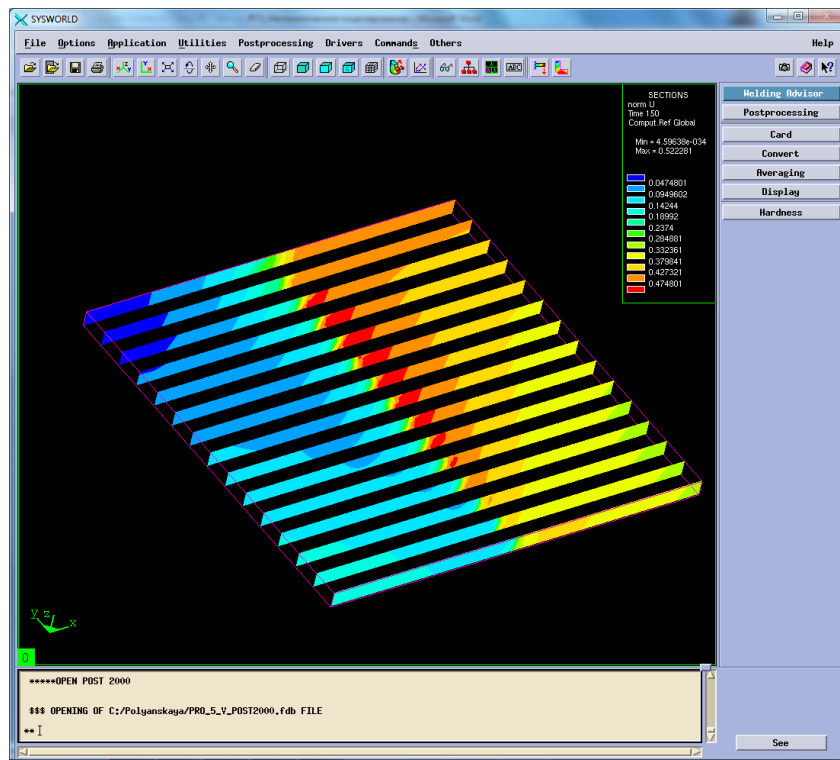 SYSWORLD
File Options Application Utilities Postprocessing Drivers Commands Others Help
ABC
SECTIONS
norm U
Time 150
Comput.Ref Global
Min = 4.59638e-034
Max = 0.522281
0.0474801
0.0949602
0.14244
0.18992
0.2374
0.284881
0.332361
0.379841
0.427321
0.474801
Welding Advisor
Postprocessing
Card
Convert
Averaging
Display
Hardness
y z x
0
*****OPEN POST 2000
$$$ OPENING OF C:/Polyanskaya/PRO_5_V_POST2000.fdb FILE
**
See